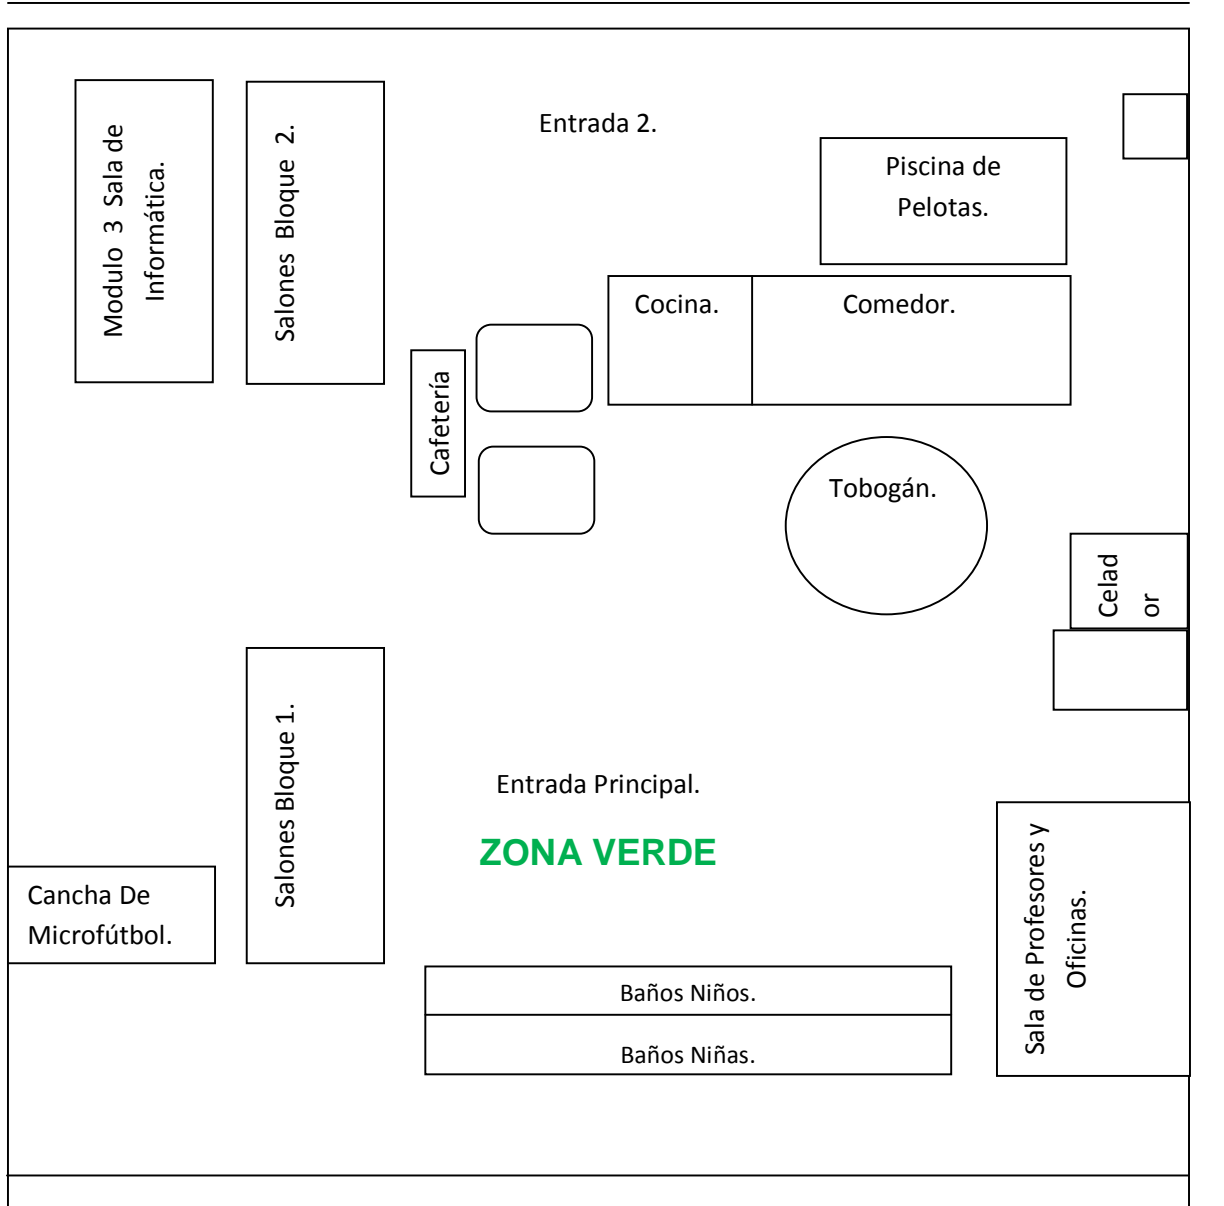 Entrada 2.
Modulo 3 Sala de
Informática.
Salones Bloque 2.
Piscina de
Pelotas.
Cocina.
Comedor.
Cafetería
Tobogán.
Celad
or
Salones Bloque 1.
Entrada Principal.
ZONA VERDE
Cancha De
Microfútbol.
Sala de Profesores y
Oficinas.
Baños Niños.
Baños Niñas.